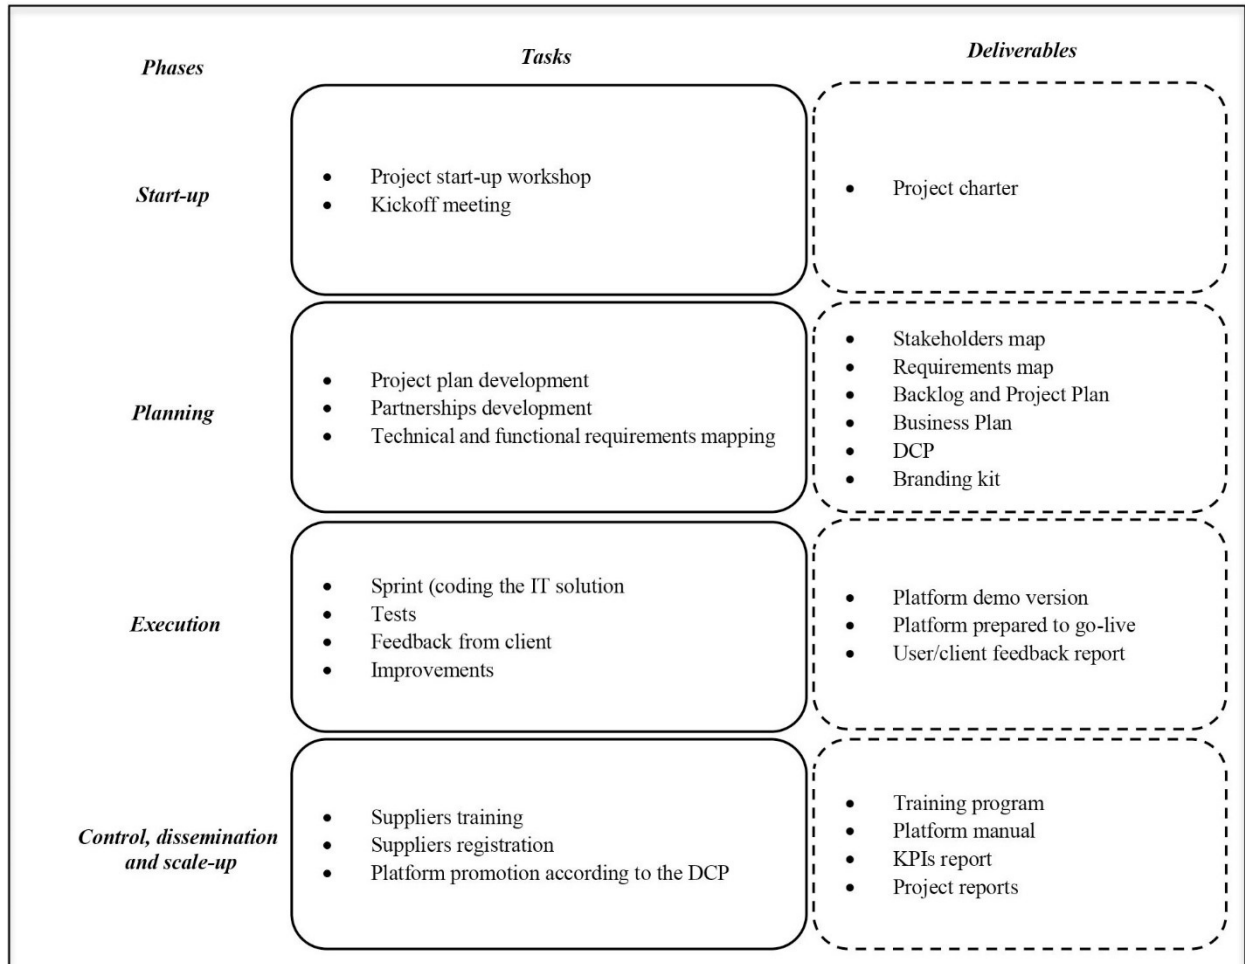 Phases
Tasks
Deliverables
Start-up
• Project start-up workshop
• Kickoff meeting
• Project charter
Planning
• Project plan development
• Partnerships development
• Technical and functional requirements mapping
• Stakeholders map
• Requirements map
• Backlog and Project Plan
• Business Plan
• DCP
• Branding kit
Execution
• Sprint (coding the IT solution
• Tests
• Feedback from client
• Improvements
• Platform demo version
• Platform prepared to go-live
• User/client feedback report
Control, dissemination
and scale-up
• Suppliers training
• Suppliers registration
• Platform promotion according to the DCP
• Training program
• Platform manual
• KPIs report
• Project reports